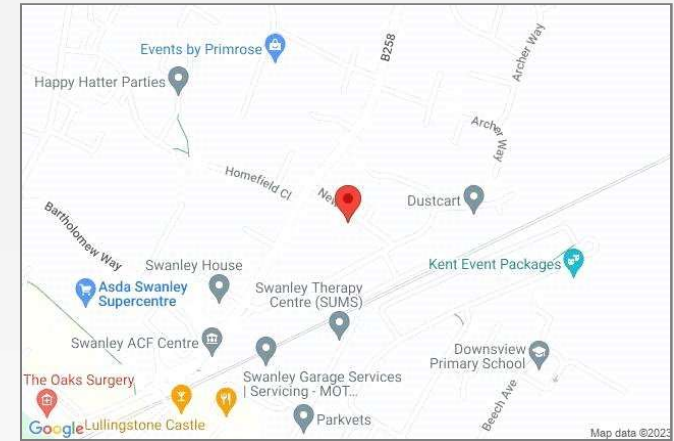 B258
Archer Way
Events by Primrose
Happy Hatter Parties
Archer
Way
Homefield Cl
Dustcart
Bartholomew Way
Swanley House
Kent Event Packages
Asda Swanley
Supercentre
Swanley Therapy
Centre (SUMS)
Swanley ACF Centre
Downsview
Primary School
The Oaks Surgery
Swanley Garage Services
| Servicing - MOT...
Beech Ave
Google
Lullingstone Castle
Parkvets
Map data ©2023